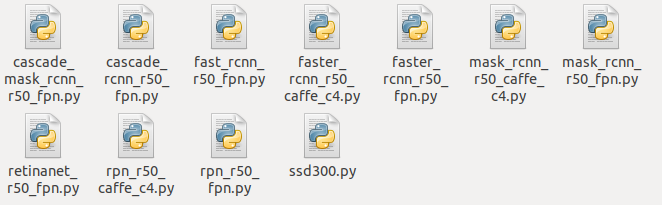 cascade_
mask_rcnn_
r50_fpn.py
cascade_
rcnn_r50_
fpn.py
fast_rcnn_
r50_fpn.py
faster_
rcnn_r50_
caffe_c4.py
faster_
rcnn_r50_
fpn.py
mask_rcnn_
r50_caffe_
c4.py
mask_rcnn_
r50_fpn.py
retinanet_
r50_fpn.py
rpn_r50_
caffe_c4.py
rpn_r50_
fpn.py
ssd300.py